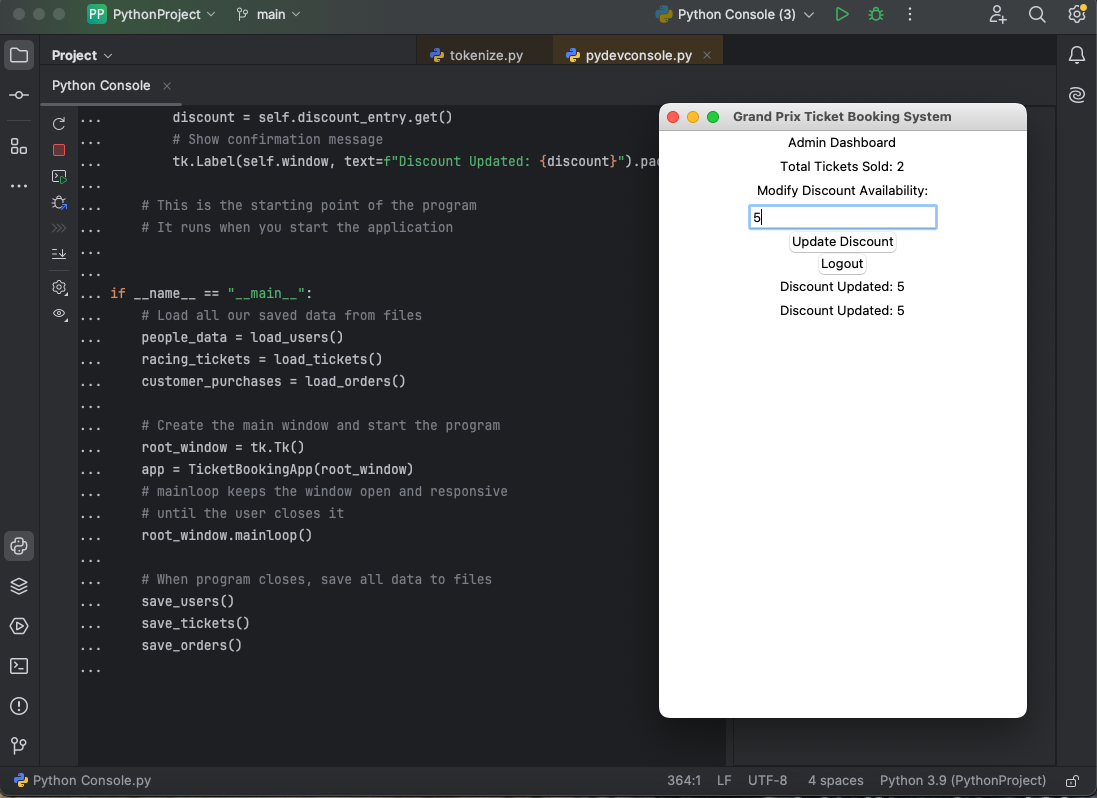 PP PythonProject main Python Console (3)
Project tokenize.py pydevconsole.py
Python Console
... discount = self.discount_entry.get()
... # Show confirmation message
... tk.Label(self.window, text=f"Discount Updated: {discount}").pac
...
... # This is the starting point of the program
... # It runs when you start the application
...
...
... if __name__ == "__main__":
... # Load all our saved data from files
... people_data = load_users()
... racing_tickets = load_tickets()
... customer_purchases = load_orders()
...
... # Create the main window and start the program
... root_window = tk.Tk()
... app = TicketBookingApp(root_window)
... # mainloop keeps the window open and responsive
... # until the user closes it
... root_window.mainloop()
...
... # When program closes, save all data to files
... save_users()
... save_tickets()
... save_orders()
...
Grand Prix Ticket Booking System
Admin Dashboard
Total Tickets Sold: 2
Modify Discount Availability:
5
Update Discount
Logout
Discount Updated: 5
Discount Updated: 5
Python Console.py 364:1 LF UTF-8 4 spaces Python 3.9 (PythonProject)